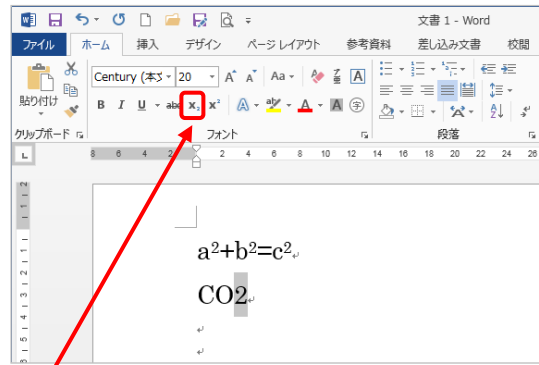 文書 1 - Word
ファイル ホーム 挿入 デザイン ページ レイアウト 参考資料 差し込み文書 校閲
Century (本文 20 A A Aa A
貼り付け B I U abc X₂ X² A A A 字
クリップボード フォント 段落
8 6 4 2 2 4 6 8 10 12 14 16 18 20 22 24 26
a²+b²=c²
CO2